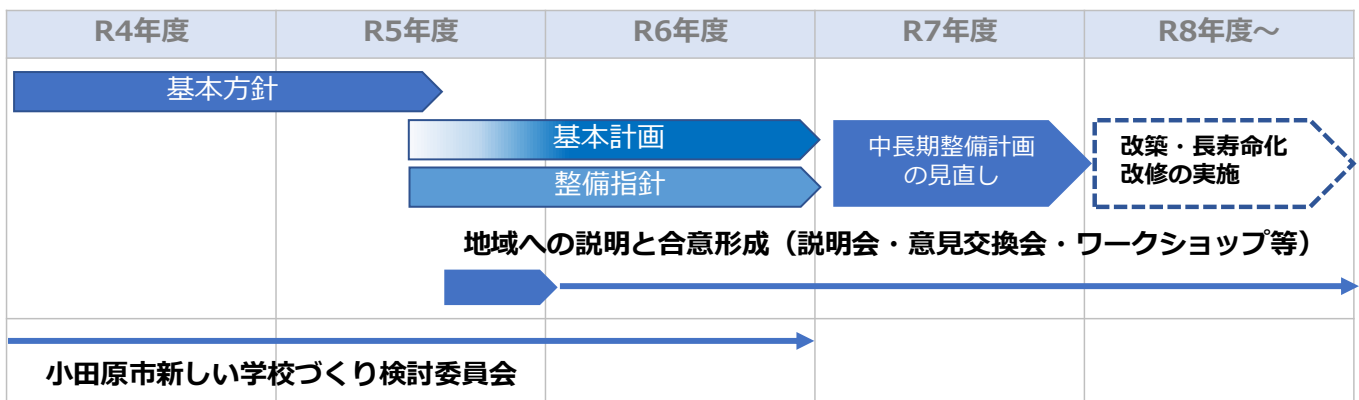 R4年度
R5年度
R6年度
R7年度
R8年度～
基本方針
基本計画
整備指針
中長期整備計画
の見直し
改築・長寿命化
改修の実施
地域への説明と合意形成（説明会・意見交換会・ワークショップ等）
小田原市新しい学校づくり検討委員会